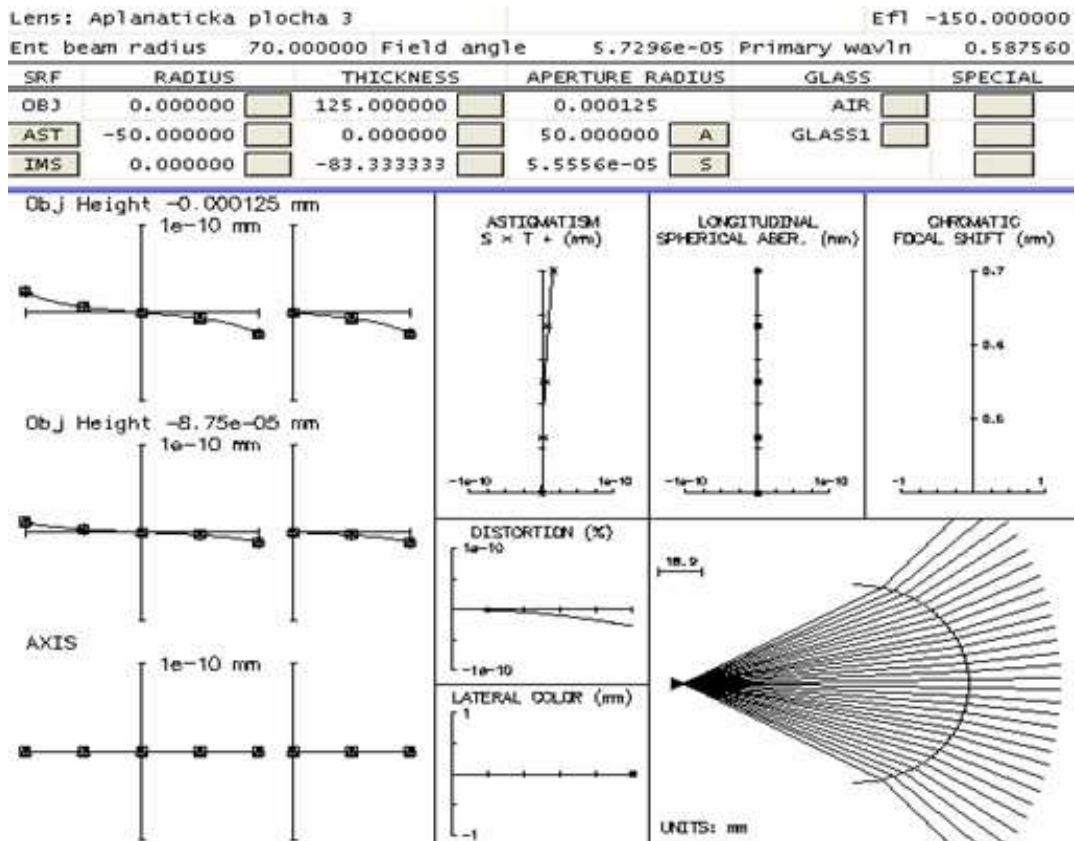 Lens: Aplanaticka plocha 3 Efl -150.000000
Ent beam radius 70.000000 Field angle 5.7296e-05 Primary wavln 0.587560
SRF RADIUS THICKNESS APERTURE RADIUS GLASS SPECIAL
OBJ 0.000000 125.000000 0.000125 AIR
AST -50.000000 0.000000 50.000000 A GLASS1
IMS 0.000000 -83.333333 5.5556e-05 S
Obj Height -0.000125 mm
1e-10 mm
Obj Height -8.75e-05 mm
1e-10 mm
AXIS
1e-10 mm
ASTIGMATISM
S × T + (mm)
-1e-10 1e-10
LONGITUDINAL
SPHERICAL ABER. (mm)
-1e-10 1e-10
CHROMATIC
FOCAL SHIFT (mm)
0.7
0.6
0.5
-1 1
DISTORTION (%)
1e-10
-1e-10
LATERAL COLOR (mm)
1
-1
18.9
UNITS: mm